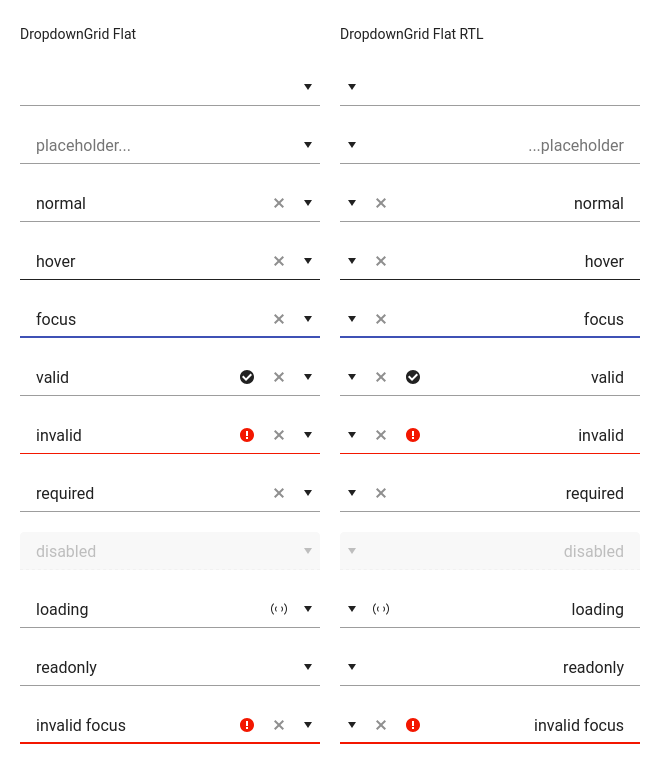 DropdownGrid Flat
DropdownGrid Flat RTL
placeholder...
...placeholder
normal
normal
hover
hover
focus
focus
valid
valid
invalid
invalid
required
required
disabled
disabled
loading
loading
readonly
readonly
invalid focus
invalid focus